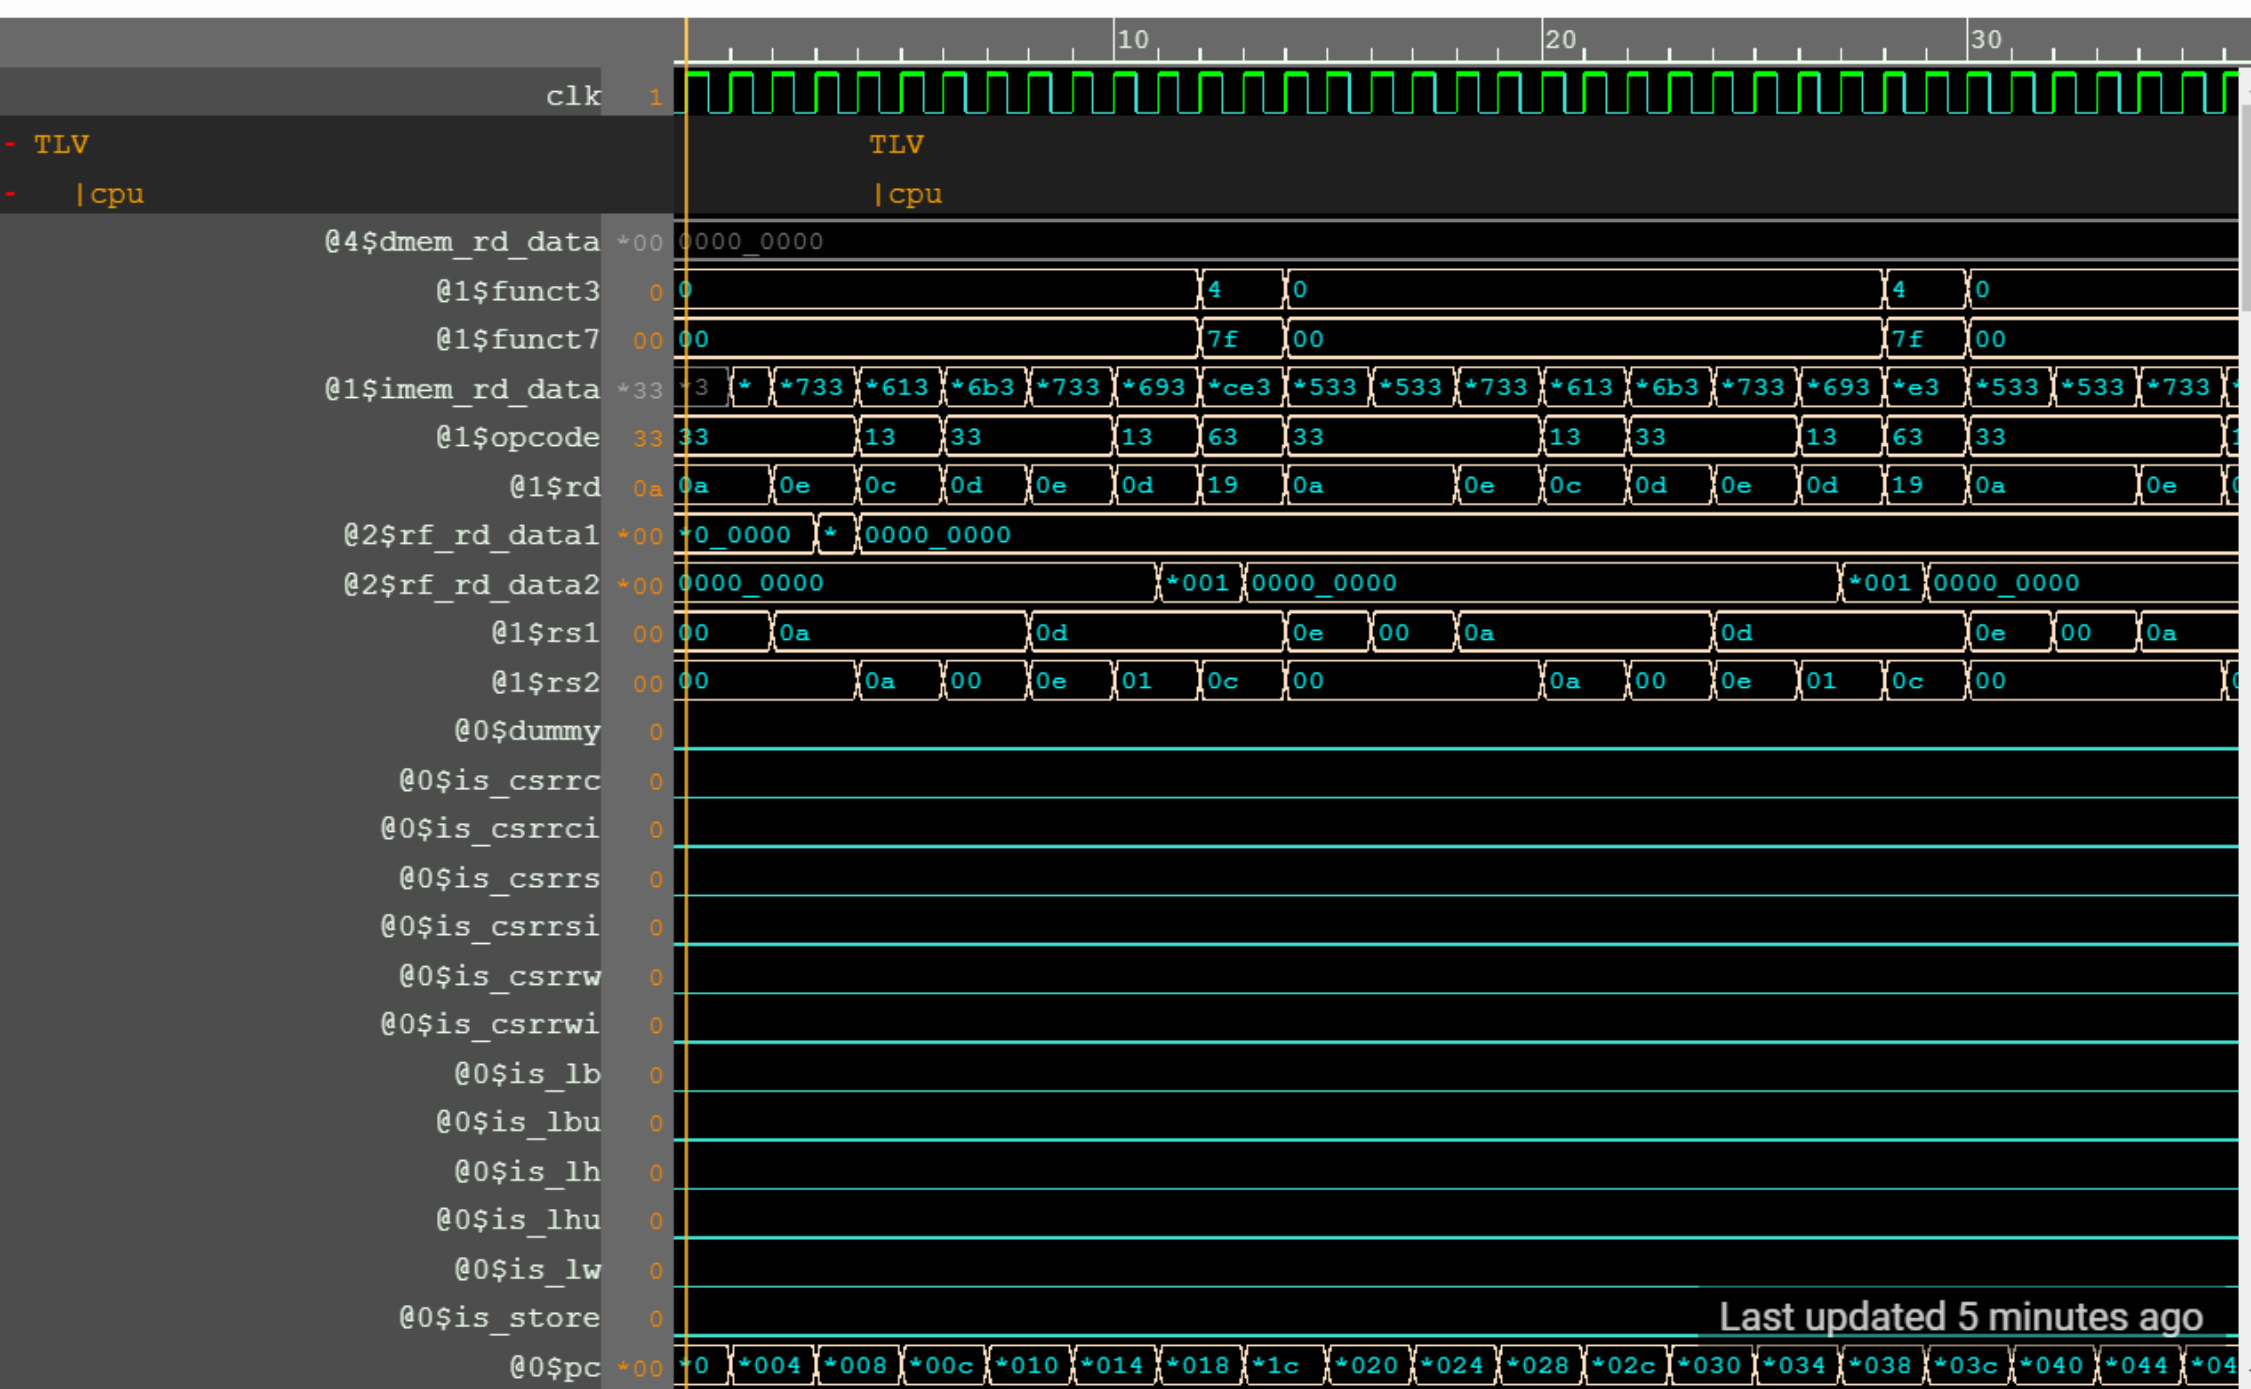 10 20 30
clk 1
- TLV TLV
- |cpu |cpu
@4$dmem_rd_data *00 0000_0000
@1$funct3 0 0 4 0 4 0
@1$funct7 00 00 7f 00 7f 00
@1$imem_rd_data *33 *3 * *733 *613 *6b3 *733 *693 *ce3 *533 *533 *733 *613 *6b3 *733 *693 *e3 *533 *533 *733
@1$opcode 33 33 13 33 13 63 33 13 33 13 63 33
@1$rd 0a 0a 0e 0c 0d 0e 0d 19 0a 0e 0c 0d 0e 0d 19 0a 0e
@2$rf_rd_data1 *00 *0_0000 * 0000_0000
@2$rf_rd_data2 *00 0000_0000 *001 0000_0000 *001 0000_0000
@1$rs1 00 00 0a 0d 0e 00 0a 0d 0e 00 0a
@1$rs2 00 00 0a 00 0e 01 0c 00 0a 00 0e 01 0c 00
@0$dummy 0
@0$is_csrrc 0
@0$is_csrrci 0
@0$is_csrrs 0
@0$is_csrrsi 0
@0$is_csrrw 0
@0$is_csrrwi 0
@0$is_lb 0
@0$is_lbu 0
@0$is_lh 0
@0$is_lhu 0
@0$is_lw 0
@0$is_store 0 Last updated 5 minutes ago
@0$pc *00 *0 *004 *008 *00c *010 *014 *018 *1c *020 *024 *028 *02c *030 *034 *038 *03c *040 *044 *04